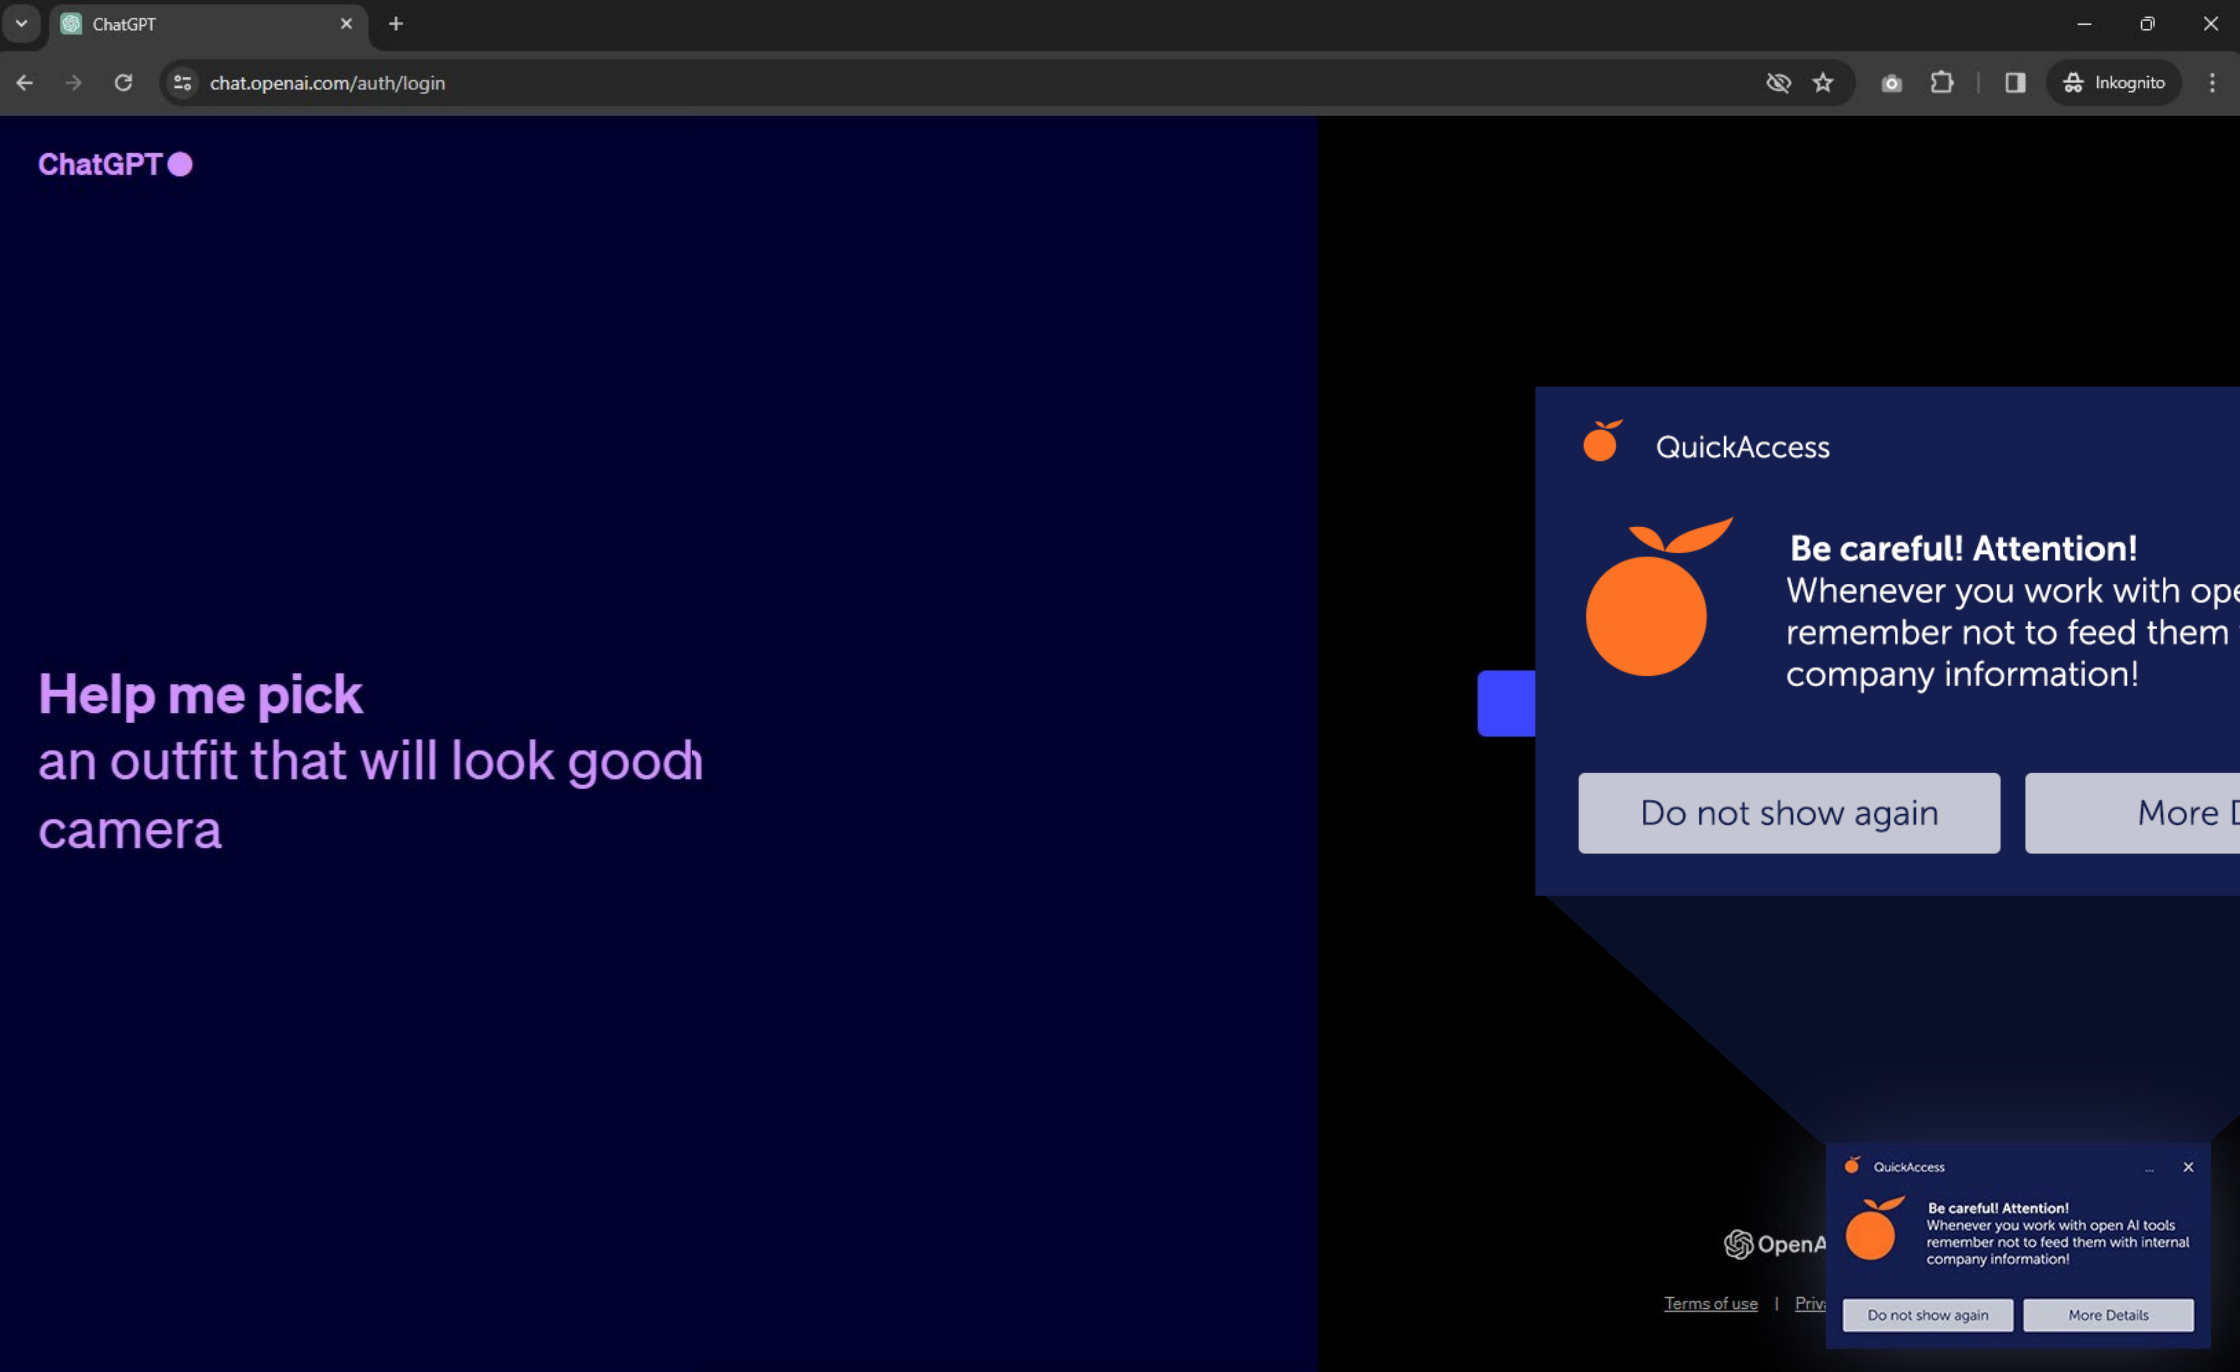 ChatGPT
chat.openai.com/auth/login
Inkognito
ChatGPT
Help me pick
an outfit that will look good
camera
QuickAccess
Be careful! Attention!
Whenever you work with
remember not to feed them
company information!
Do not show again
More
QuickAccess
Be careful! Attention!
Whenever you work with open AI tools
remember not to feed them with internal
company information!
Do not show again
More Details
Terms of use